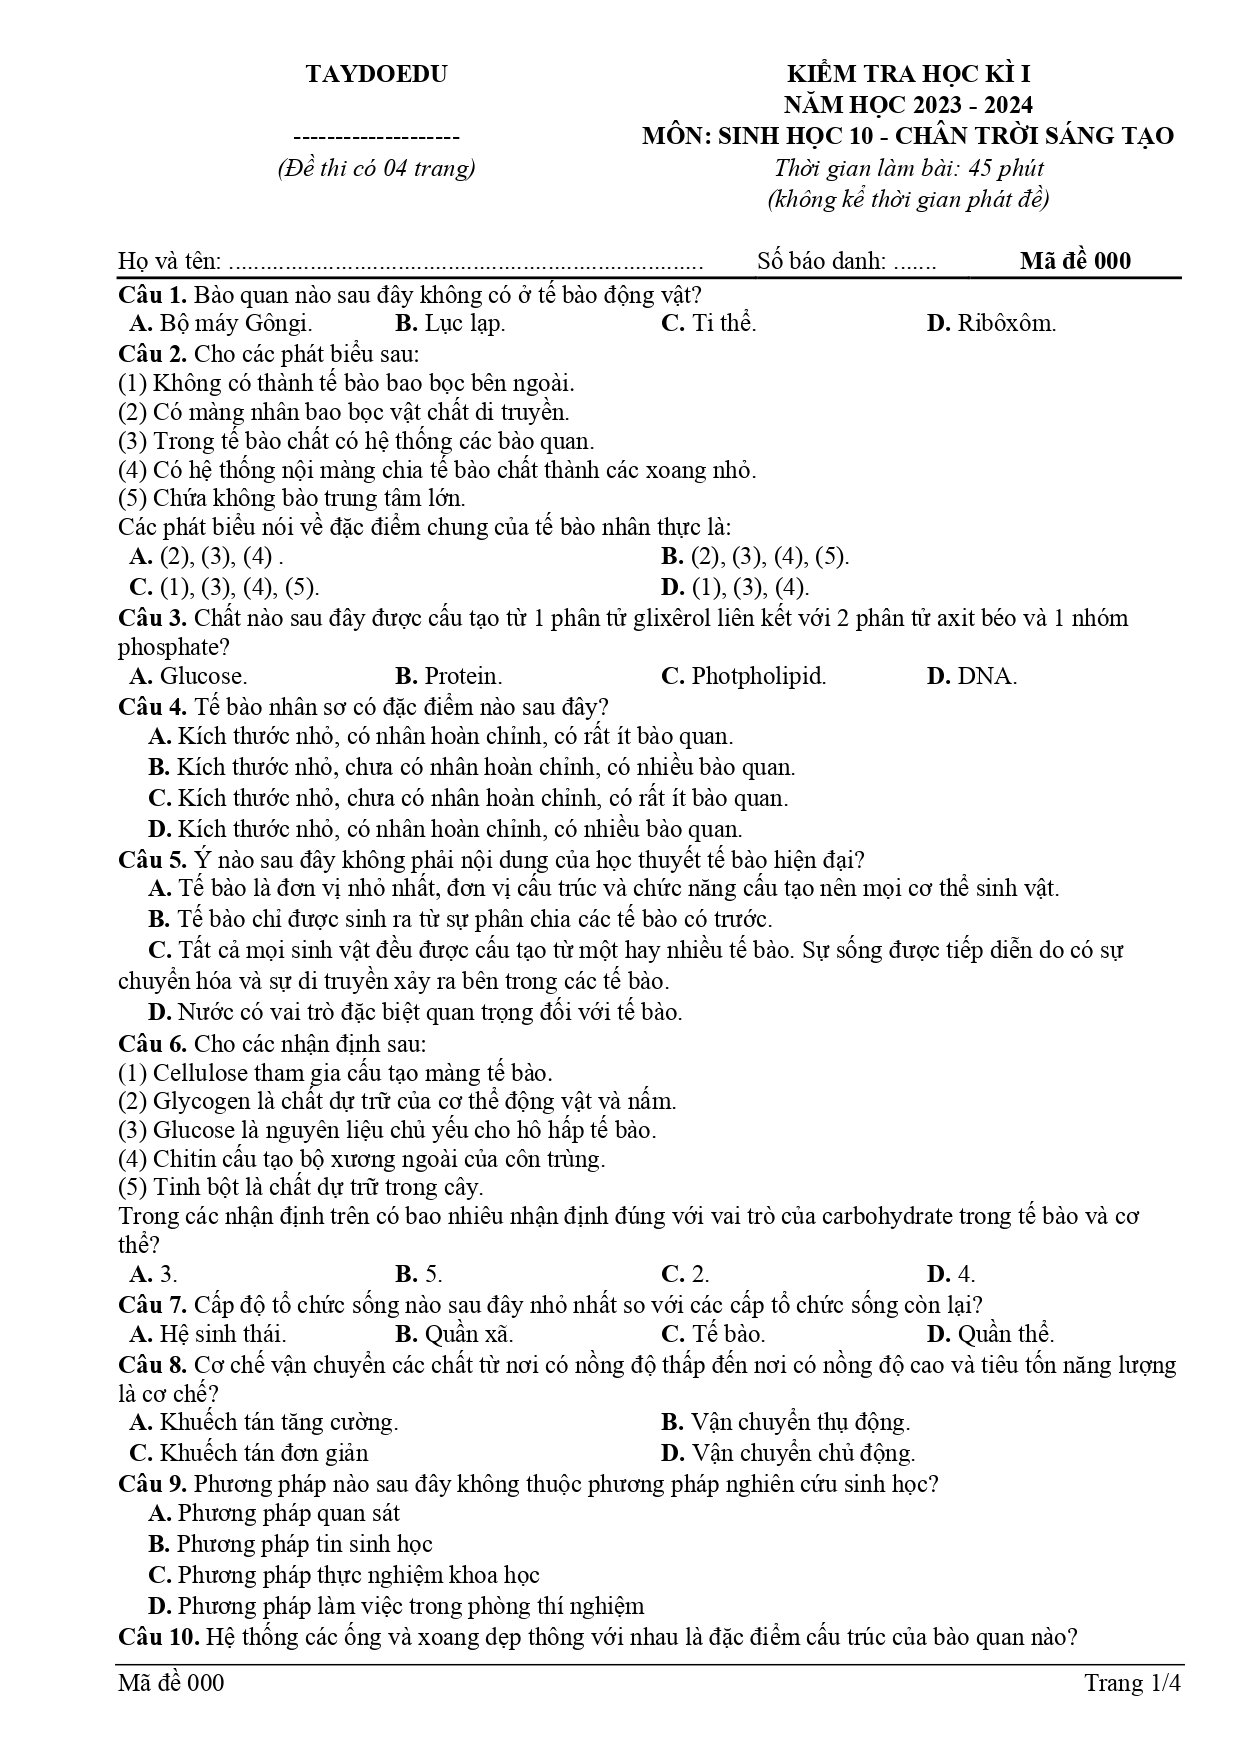 TAYDOEDU
KIỂM TRA HỌC KÌ I
NĂM HỌC 2023 - 2024
--------------------
MÔN: SINH HỌC 10 - CHÂN TRỜI SÁNG TẠO
(Đề thi có 04 trang)
Thời gian làm bài: 45 phút
(không kể thời gian phát đề)
Họ và tên: ............................................................................ Số báo danh: ....... Mã đề 000
Câu 1. Bào quan nào sau đây không có ở tế bào động vật?
A. Bộ máy Gôngi. B. Lục lạp. C. Ti thể. D. Ribôxôm.
Câu 2. Cho các phát biểu sau:
(1) Không có thành tế bào bao bọc bên ngoài.
(2) Có màng nhân bao bọc vật chất di truyền.
(3) Trong tế bào chất có hệ thống các bào quan.
(4) Có hệ thống nội màng chia tế bào chất thành các xoang nhỏ.
(5) Chứa không bào trung tâm lớn.
Các phát biểu nói về đặc điểm chung của tế bào nhân thực là:
A. (2), (3), (4) . B. (2), (3), (4), (5).
C. (1), (3), (4), (5). D. (1), (3), (4).
Câu 3. Chất nào sau đây được cấu tạo từ 1 phân tử glixêrol liên kết với 2 phân tử axit béo và 1 nhóm
phosphate?
A. Glucose. B. Protein. C. Photpholipid. D. DNA.
Câu 4. Tế bào nhân sơ có đặc điểm nào sau đây?
A. Kích thước nhỏ, có nhân hoàn chỉnh, có rất ít bào quan.
B. Kích thước nhỏ, chưa có nhân hoàn chỉnh, có nhiều bào quan.
C. Kích thước nhỏ, chưa có nhân hoàn chỉnh, có rất ít bào quan.
D. Kích thước nhỏ, có nhân hoàn chỉnh, có nhiều bào quan.
Câu 5. Ý nào sau đây không phải nội dung của học thuyết tế bào hiện đại?
A. Tế bào là đơn vị nhỏ nhất, đơn vị cấu trúc và chức năng cấu tạo nên mọi cơ thể sinh vật.
B. Tế bào chỉ được sinh ra từ sự phân chia các tế bào có trước.
C. Tất cả mọi sinh vật đều được cấu tạo từ một hay nhiều tế bào. Sự sống được tiếp diễn do có sự
chuyển hóa và sự di truyền xảy ra bên trong các tế bào.
D. Nước có vai trò đặc biệt quan trọng đối với tế bào.
Câu 6. Cho các nhận định sau:
(1) Cellulose tham gia cấu tạo màng tế bào.
(2) Glycogen là chất dự trữ của cơ thể động vật và nấm.
(3) Glucose là nguyên liệu chủ yếu cho hô hấp tế bào.
(4) Chitin cấu tạo bộ xương ngoài của côn trùng.
(5) Tinh bột là chất dự trữ trong cây.
Trong các nhận định trên có bao nhiêu nhận định đúng với vai trò của carbohydrate trong tế bào và cơ
thể?
A. 3. B. 5. C. 2. D. 4.
Câu 7. Cấp độ tổ chức sống nào sau đây nhỏ nhất so với các cấp tổ chức sống còn lại?
A. Hệ sinh thái. B. Quần xã. C. Tế bào. D. Quần thể.
Câu 8. Cơ chế vận chuyển các chất từ nơi có nồng độ thấp đến nơi có nồng độ cao và tiêu tốn năng lượng
là cơ chế?
A. Khuếch tán tăng cường. B. Vận chuyển thụ động.
C. Khuếch tán đơn giản D. Vận chuyển chủ động.
Câu 9. Phương pháp nào sau đây không thuộc phương pháp nghiên cứu sinh học?
A. Phương pháp quan sát
B. Phương pháp tin sinh học
C. Phương pháp thực nghiệm khoa học
D. Phương pháp làm việc trong phòng thí nghiệm
Câu 10. Hệ thống các ống và xoang dẹp thông với nhau là đặc điểm cấu trúc của bào quan nào?
Mã đề 000 Trang 1/4